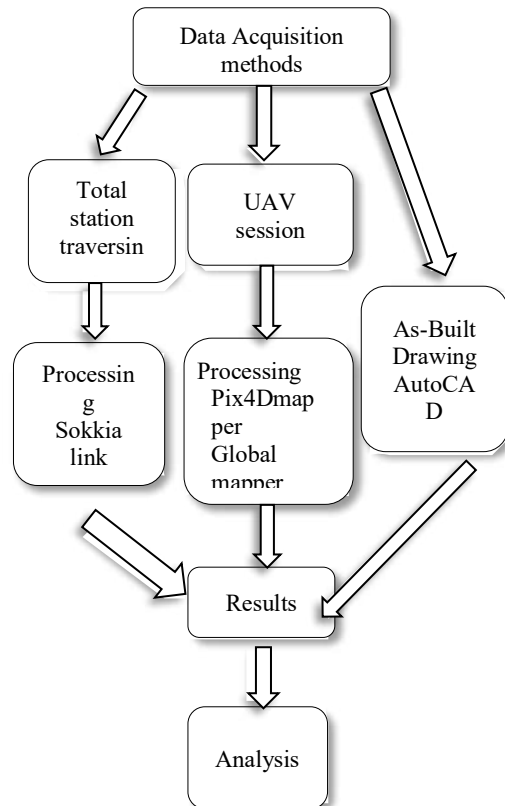 Data Acquisition
methods
Total
station
traversin
UAV
session
As-Built
Drawing
AutoCA
D
Processin
g
Sokkia
link
Processing
Pix4Dmap
per
Global
mapper
Results
Analysis